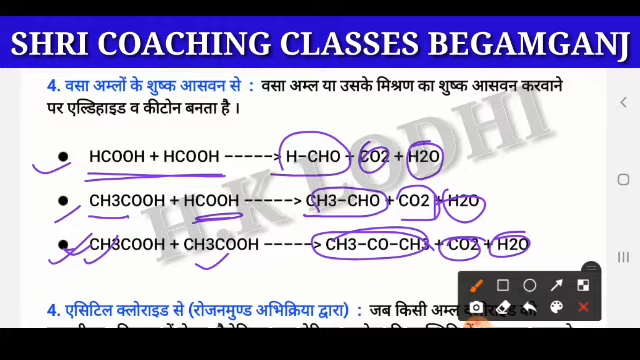 SHRI COACHING CLASSES BEGAMGANJ
4. वसा अम्लों के शुष्क आसवन से : वसा अम्ल या उसके मिश्रण का शुष्क आसवन करवाने
पर एल्डिहाइड व कीटोन बनता है ।
H.K LODHI
● HCOOH + HCOOH -----> H-CHO + CO2 + H2O
● CH3COOH + HCOOH -----> CH3-CHO + CO2 + H2O
● CH3COOH + CH3COOH -----> CH3-CO-CH3 + CO2 + H2O
4. एसिटिल क्लोराइड से (रोजनमुण्ड अभिक्रिया द्वारा) : जब किसी अम्ल क्लोराइड को